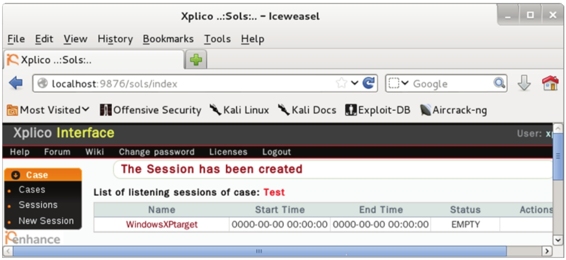 Xplico ..:Sols:.. – Iceweasel
File Edit View History Bookmarks Tools Help
Xplico ..:Sols:..
localhost:9876/sols/index
Google
Most Visited Offensive Security Kali Linux Kali Docs Exploit-DB Aircrack-ng
Xplico Interface User: xp
Help Forum Wiki Change password Licenses Logout
Case
The Session has been created
Cases
Sessions
New Session
List of listening sessions of case: Test
Name Start Time End Time Status Actions
WindowsXPtarget 0000-00-00 00:00:00 0000-00-00 00:00:00 EMPTY
enhance